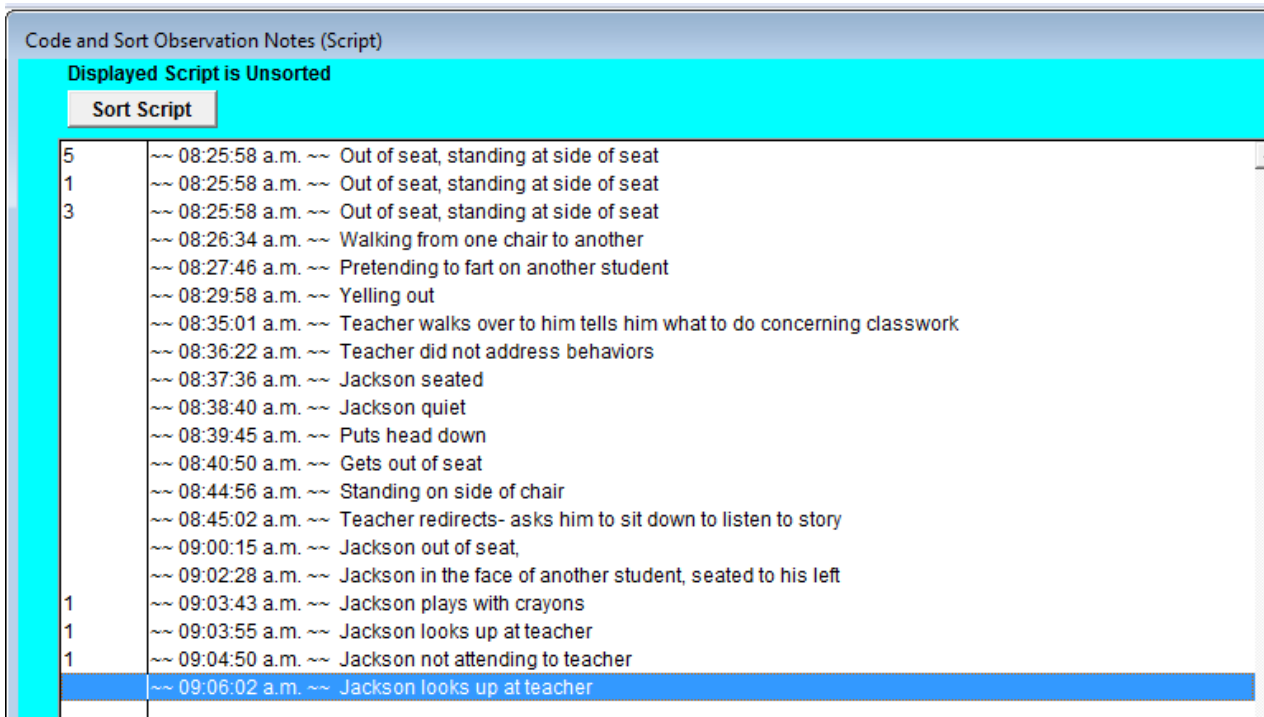 Code and Sort Observation Notes (Script)
Displayed Script is Unsorted
Sort Script
5 ~~ 08:25:58 a.m. ~~ Out of seat, standing at side of seat
1 ~~ 08:25:58 a.m. ~~ Out of seat, standing at side of seat
3 ~~ 08:25:58 a.m. ~~ Out of seat, standing at side of seat
~~ 08:26:34 a.m. ~~ Walking from one chair to another
~~ 08:27:46 a.m. ~~ Pretending to fart on another student
~~ 08:29:58 a.m. ~~ Yelling out
~~ 08:35:01 a.m. ~~ Teacher walks over to him tells him what to do concerning classwork
~~ 08:36:22 a.m. ~~ Teacher did not address behaviors
~~ 08:37:36 a.m. ~~ Jackson seated
~~ 08:38:40 a.m. ~~ Jackson quiet
~~ 08:39:45 a.m. ~~ Puts head down
~~ 08:40:50 a.m. ~~ Gets out of seat
~~ 08:44:56 a.m. ~~ Standing on side of chair
~~ 08:45:02 a.m. ~~ Teacher redirects- asks him to sit down to listen to story
~~ 09:00:15 a.m. ~~ Jackson out of seat,
~~ 09:02:28 a.m. ~~ Jackson in the face of another student, seated to his left
1 ~~ 09:03:43 a.m. ~~ Jackson plays with crayons
1 ~~ 09:03:55 a.m. ~~ Jackson looks up at teacher
1 ~~ 09:04:50 a.m. ~~ Jackson not attending to teacher
~~ 09:06:02 a.m. ~~ Jackson looks up at teacher